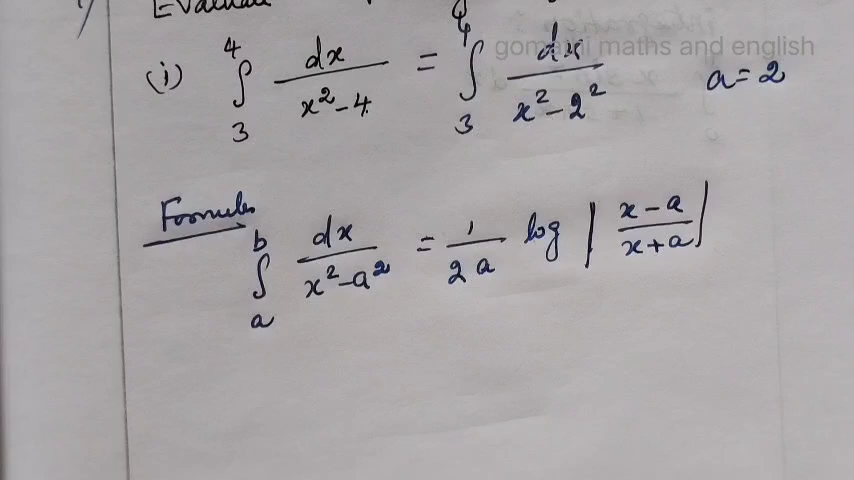 Evaluate
(i) ∫₃⁴ dx / (x² - 4) = ∫₃⁴ dx / (x² - 2²)    a = 2
gomathi maths and english
Formula
∫ₐᵇ dx / (x² - a²) = 1 / 2a log | (x - a) / (x + a) |